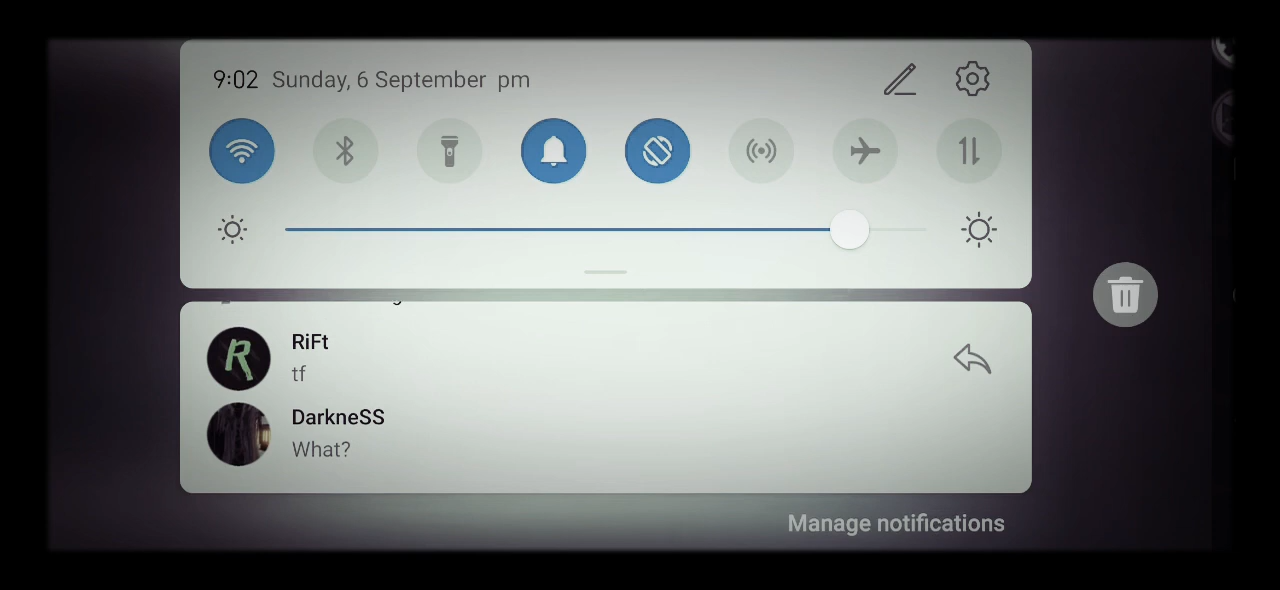 9:02 Sunday, 6 September pm
RiFt
tf
DarkneSS
What?
Manage notifications